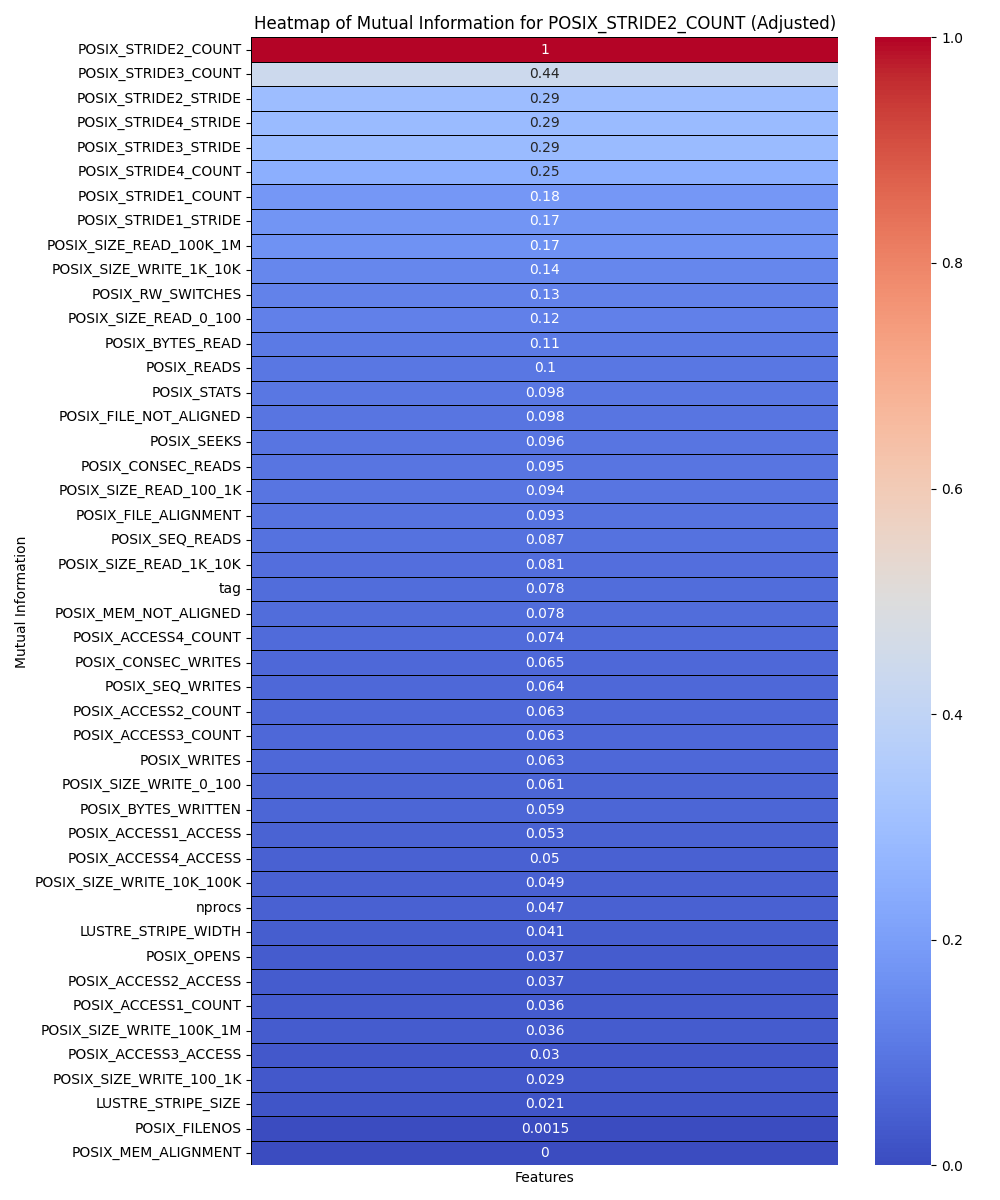 Heatmap of Mutual Information for POSIX_STRIDE2_COUNT (Adjusted)
POSIX_STRIDE2_COUNT 1
POSIX_STRIDE3_COUNT 0.44
POSIX_STRIDE2_STRIDE 0.29
POSIX_STRIDE4_STRIDE 0.29
POSIX_STRIDE3_STRIDE 0.29
POSIX_STRIDE4_COUNT 0.25
POSIX_STRIDE1_COUNT 0.18
POSIX_STRIDE1_STRIDE 0.17
POSIX_SIZE_READ_100K_1M 0.17
POSIX_SIZE_WRITE_1K_10K 0.14
POSIX_RW_SWITCHES 0.13
POSIX_SIZE_READ_0_100 0.12
POSIX_BYTES_READ 0.11
POSIX_READS 0.1
POSIX_STATS 0.098
POSIX_FILE_NOT_ALIGNED 0.098
POSIX_SEEKS 0.096
POSIX_CONSEC_READS 0.095
POSIX_SIZE_READ_100_1K 0.094
POSIX_FILE_ALIGNMENT 0.093
POSIX_SEQ_READS 0.087
POSIX_SIZE_READ_1K_10K 0.081
tag 0.078
POSIX_MEM_NOT_ALIGNED 0.078
POSIX_ACCESS4_COUNT 0.074
POSIX_CONSEC_WRITES 0.065
POSIX_SEQ_WRITES 0.064
POSIX_ACCESS2_COUNT 0.063
POSIX_ACCESS3_COUNT 0.063
POSIX_WRITES 0.063
POSIX_SIZE_WRITE_0_100 0.061
POSIX_BYTES_WRITTEN 0.059
POSIX_ACCESS1_ACCESS 0.053
POSIX_ACCESS4_ACCESS 0.05
POSIX_SIZE_WRITE_10K_100K 0.049
nprocs 0.047
LUSTRE_STRIPE_WIDTH 0.041
POSIX_OPENS 0.037
POSIX_ACCESS2_ACCESS 0.037
POSIX_ACCESS1_COUNT 0.036
POSIX_SIZE_WRITE_100K_1M 0.036
POSIX_ACCESS3_ACCESS 0.03
POSIX_SIZE_WRITE_100_1K 0.029
LUSTRE_STRIPE_SIZE 0.021
POSIX_FILENOS 0.0015
POSIX_MEM_ALIGNMENT 0
Mutual Information
Features
1.0
0.8
0.6
0.4
0.2
0.0